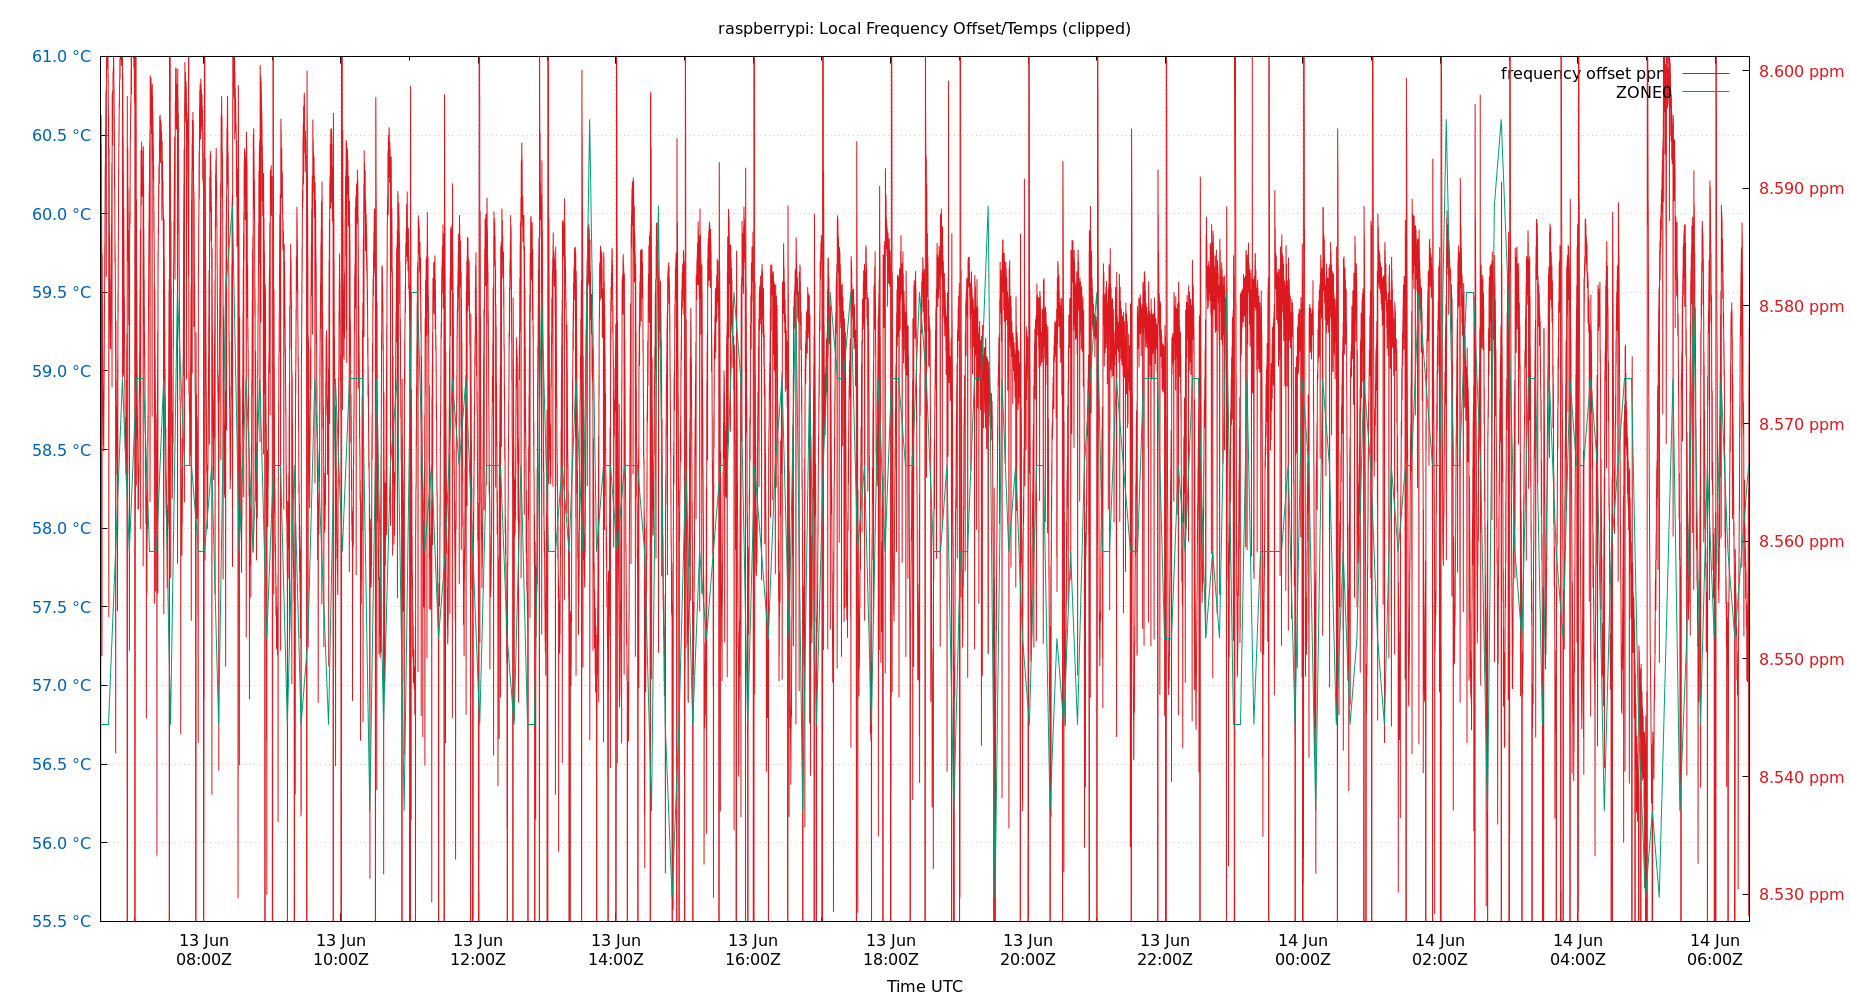 raspberrypi: Local Frequency Offset/Temps (clipped)
61.0 °C
60.5 °C
60.0 °C
59.5 °C
59.0 °C
58.5 °C
58.0 °C
57.5 °C
57.0 °C
56.5 °C
56.0 °C
55.5 °C
frequency offset ppm
ZONE0
8.600 ppm
8.590 ppm
8.580 ppm
8.570 ppm
8.560 ppm
8.550 ppm
8.540 ppm
8.530 ppm
13 Jun 13 Jun 13 Jun 13 Jun 13 Jun 13 Jun 13 Jun 13 Jun 14 Jun 14 Jun 14 Jun 14 Jun
08:00Z 10:00Z 12:00Z 14:00Z 16:00Z 18:00Z 20:00Z 22:00Z 00:00Z 02:00Z 04:00Z 06:00Z
Time UTC